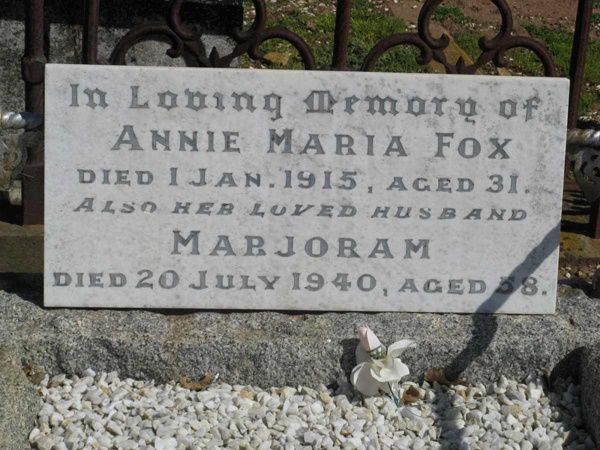 In Loving Memory of
ANNIE MARIA FOX
DIED 1 JAN. 1915, AGED 31.
ALSO HER LOVED HUSBAND
MARJORAM
DIED 20 JULY 1940, AGED 58.